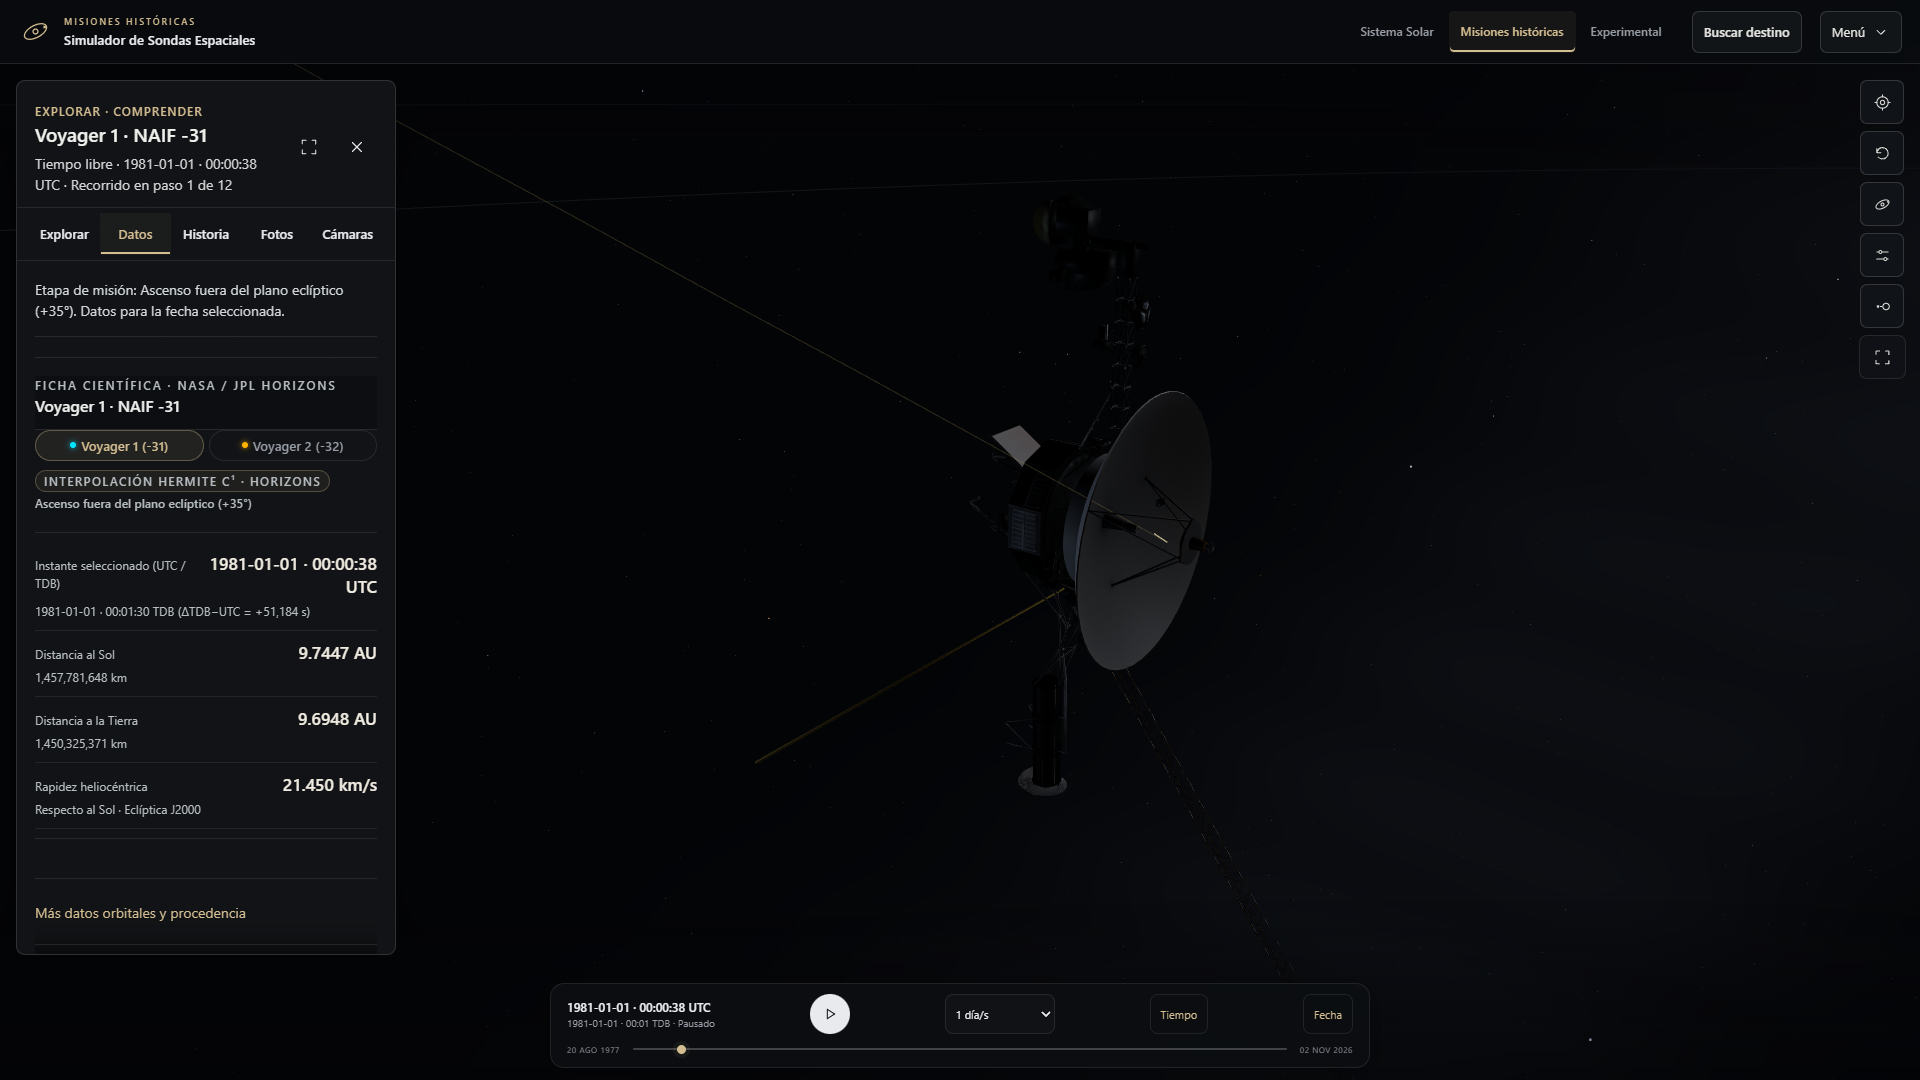 MISIONES HISTÓRICAS
Simulador de Sondas Espaciales
Sistema Solar
Misiones históricas
Experimental
Buscar destino
Menú
EXPLORAR · COMPRENDER
Voyager 1 · NAIF -31
Tiempo libre · 1981-01-01 · 00:00:38
UTC · Recorrido en paso 1 de 12
Explorar
Datos
Historia
Fotos
Cámaras
Etapa de misión: Ascenso fuera del plano eclíptico
(+35°). Datos para la fecha seleccionada.
FICHA CIENTÍFICA · NASA / JPL HORIZONS
Voyager 1 · NAIF -31
Voyager 1 (-31)
Voyager 2 (-32)
INTERPOLACIÓN HERMITE C¹ · HORIZONS
Ascenso fuera del plano eclíptico (+35°)
Instante seleccionado (UTC /
TDB)
1981-01-01 · 00:00:38
UTC
1981-01-01 · 00:01:30 TDB (ΔTDB−UTC = +51,184 s)
Distancia al Sol
9.7447 AU
1,457,781,648 km
Distancia a la Tierra
9.6948 AU
1,450,325,371 km
Rapidez heliocéntrica
21.450 km/s
Respecto al Sol · Eclíptica J2000
Más datos orbitales y procedencia
1981-01-01 · 00:00:38 UTC
1981-01-01 · 00:01 TDB · Pausado
1 día/s
Tiempo
Fecha
20 AGO 1977
02 NOV 2026